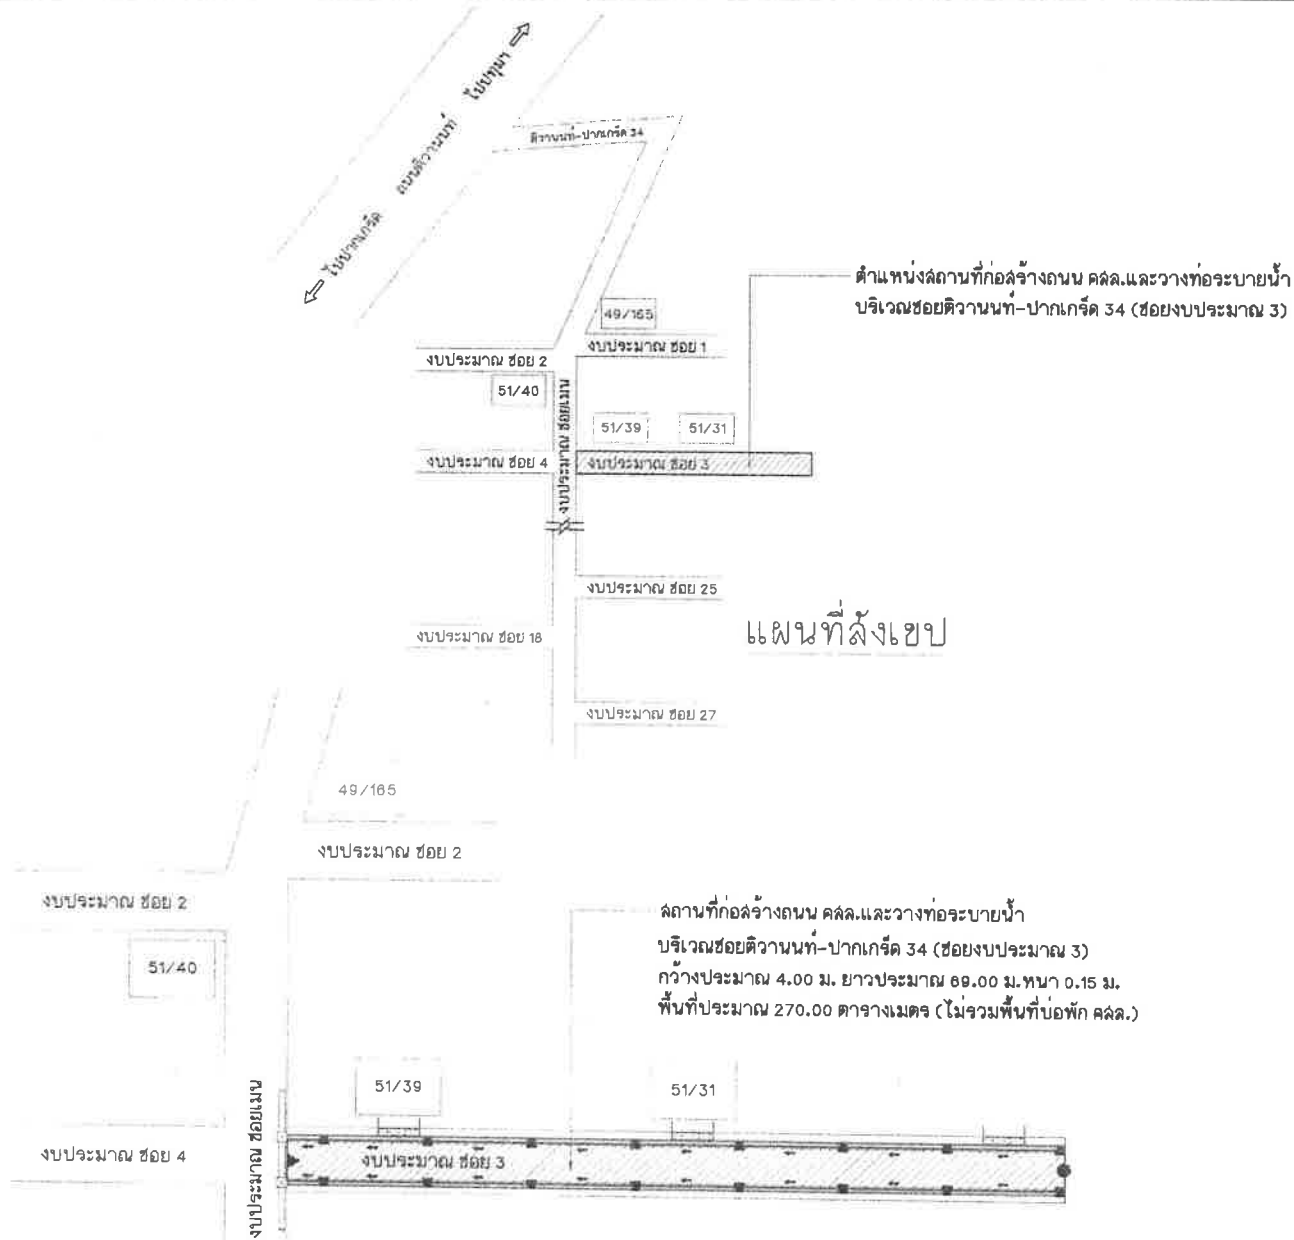 ไปปทุมฯ
ถนนติวานนท์
ไปปากเกร็ด
ติวานนท์-ปากเกร็ด 34
ตำแหน่งสถานที่ก่อสร้างถนน คสล.และวางท่อระบายน้ำ
บริเวณซอยติวานนท์-ปากเกร็ด 34 (ซอยงบประมาณ 3)
49/165
งบประมาณ ซอย 1
งบประมาณ ซอย 2
51/40
งบประมาณ ซอยเมน
51/39
51/31
งบประมาณ ซอย 4
งบประมาณ ซอย 3
งบประมาณ ซอย 25
งบประมาณ ซอย 18
แผนที่สังเขป
งบประมาณ ซอย 27
49/165
งบประมาณ ซอย 2
งบประมาณ ซอย 2
51/40
สถานที่ก่อสร้างถนน คสล.และวางท่อระบายน้ำ
บริเวณซอยติวานนท์-ปากเกร็ด 34 (ซอยงบประมาณ 3)
กว้างประมาณ 4.00 ม. ยาวประมาณ 69.00 ม.หนา 0.15 ม.
พื้นที่ประมาณ 270.00 ตารางเมตร (ไม่รวมพื้นที่บ่อพัก คสล.)
51/39
51/31
งบประมาณ ซอยเมน
งบประมาณ ซอย 4
งบประมาณ ซอย 3